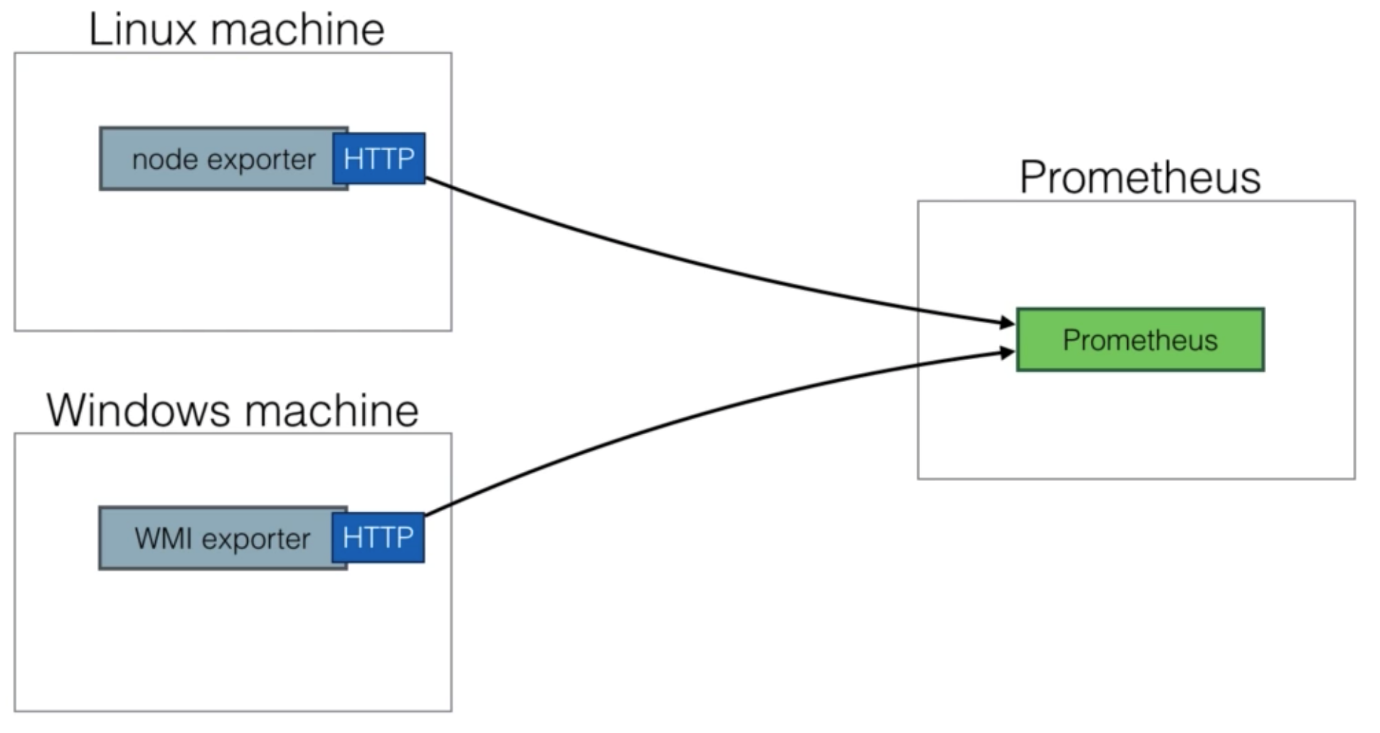 Linux machine
node exporter
HTTP
Prometheus
Prometheus
Windows machine
WMI exporter
HTTP